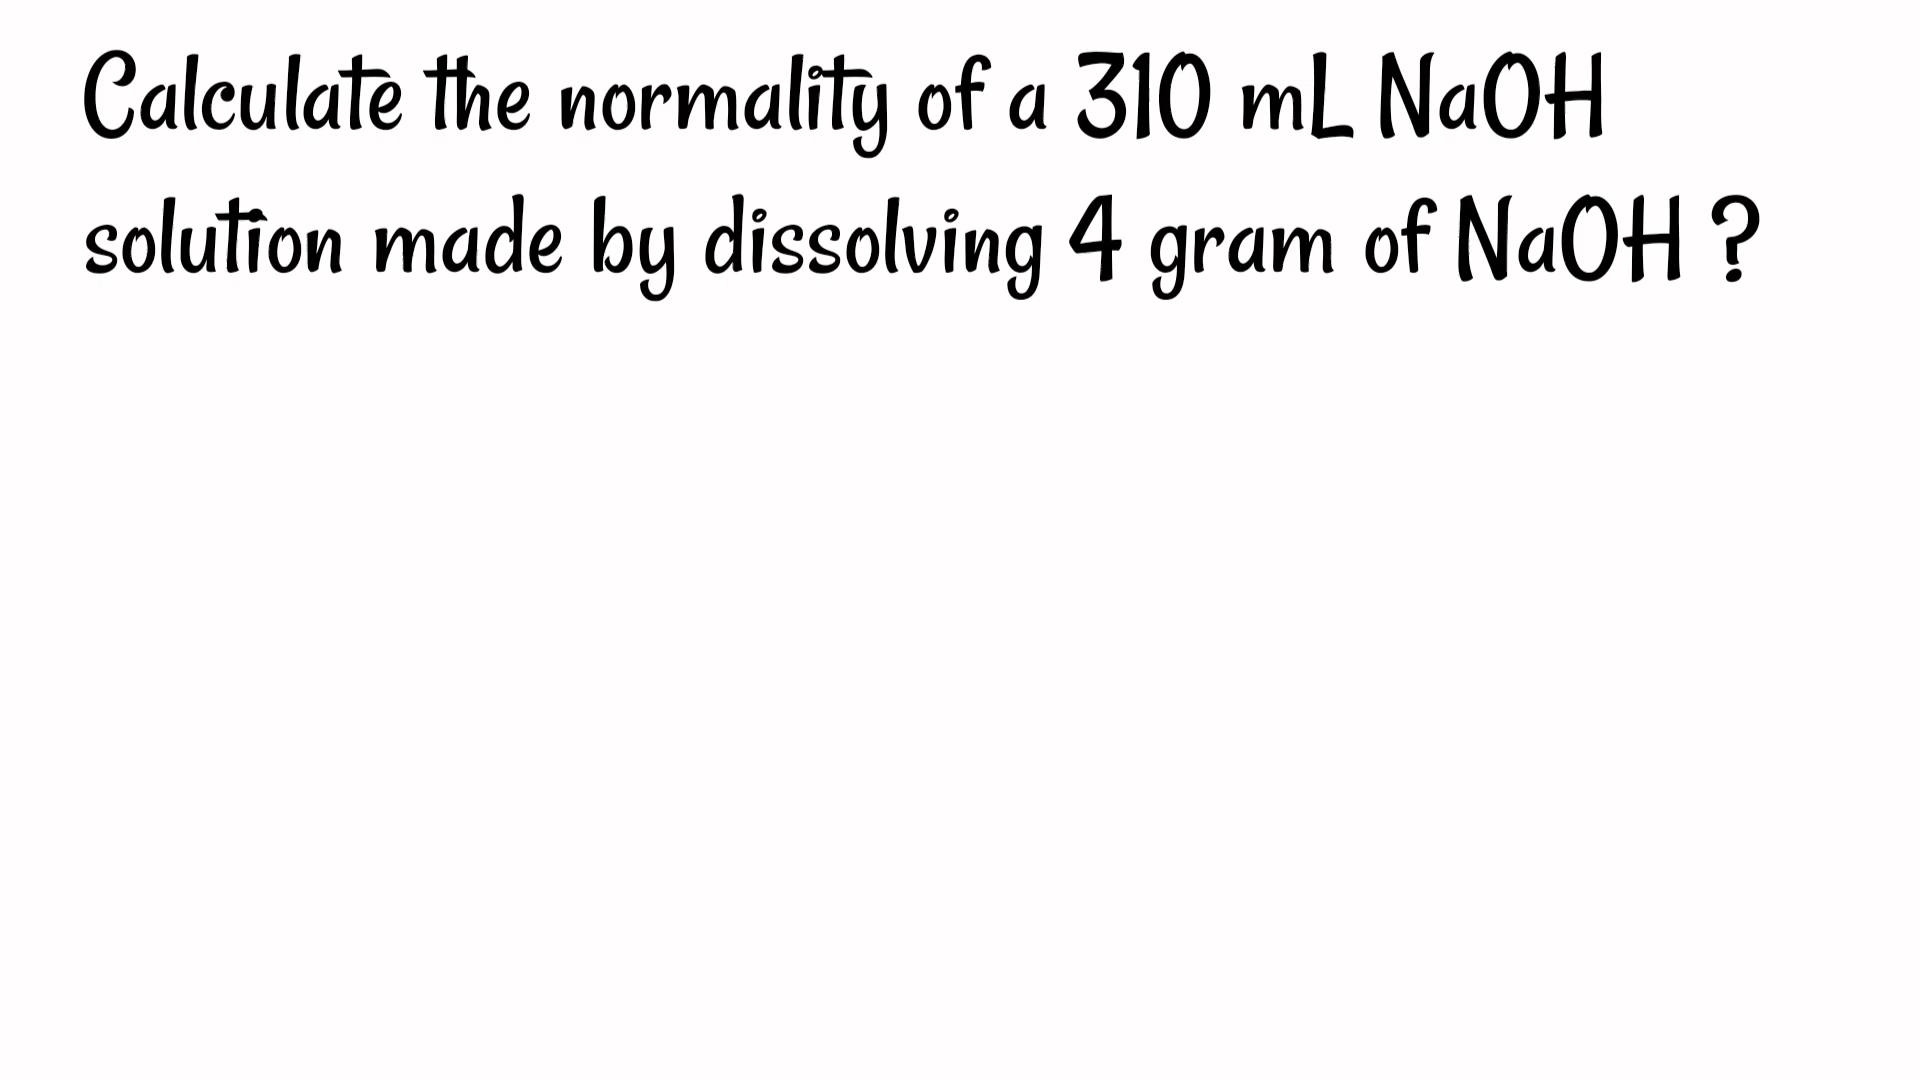 Calculate the normality of a 310 mL NaOH
solution made by dissolving 4 gram of NaOH ?